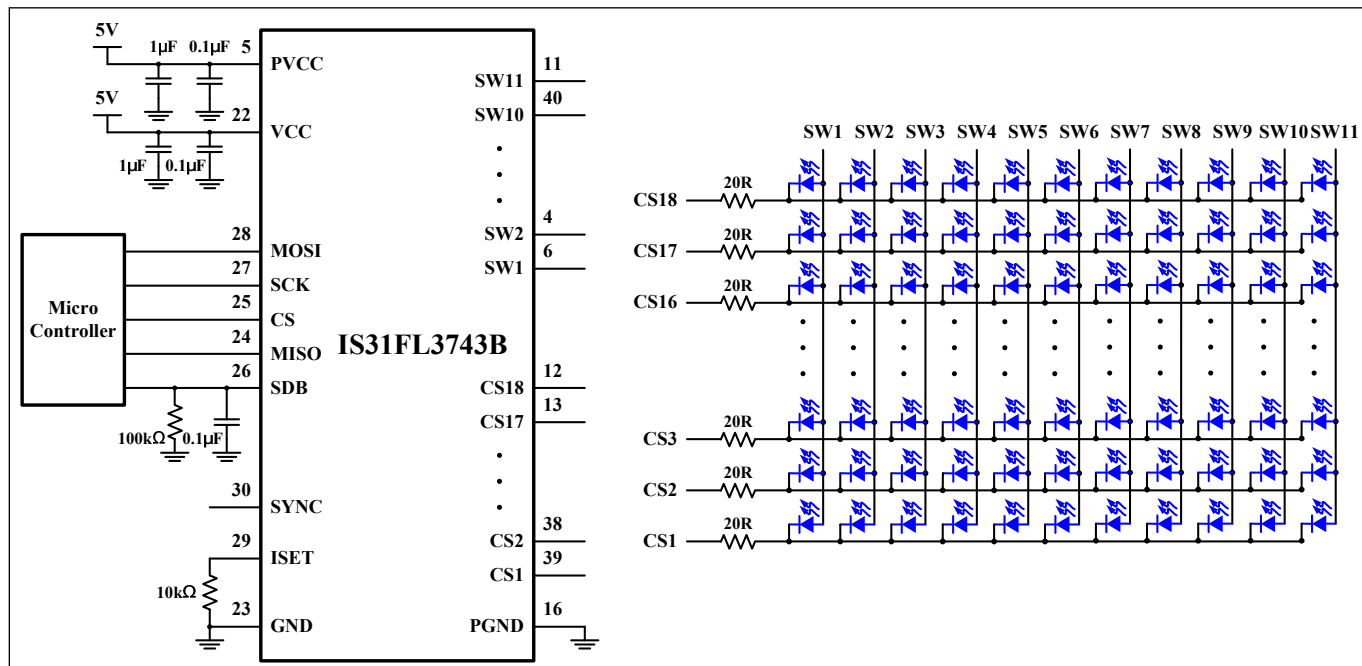 5V
1µF 0.1µF 5
PVCC
5V
22
VCC
1µF 0.1µF
Micro
Controller
28
MOSI
27
SCK
25
CS
24
MISO
26
SDB
100kΩ 0.1µF
30
SYNC
29
ISET
10kΩ
23
GND
IS31FL3743B
11
SW11
40
SW10
4
SW2
6
SW1
12
CS18
13
CS17
38
CS2
39
CS1
16
PGND
SW1 SW2 SW3 SW4 SW5 SW6 SW7 SW8 SW9 SW10 SW11
20R
CS18
20R
CS17
20R
CS16
20R
CS3
20R
CS2
20R
CS1